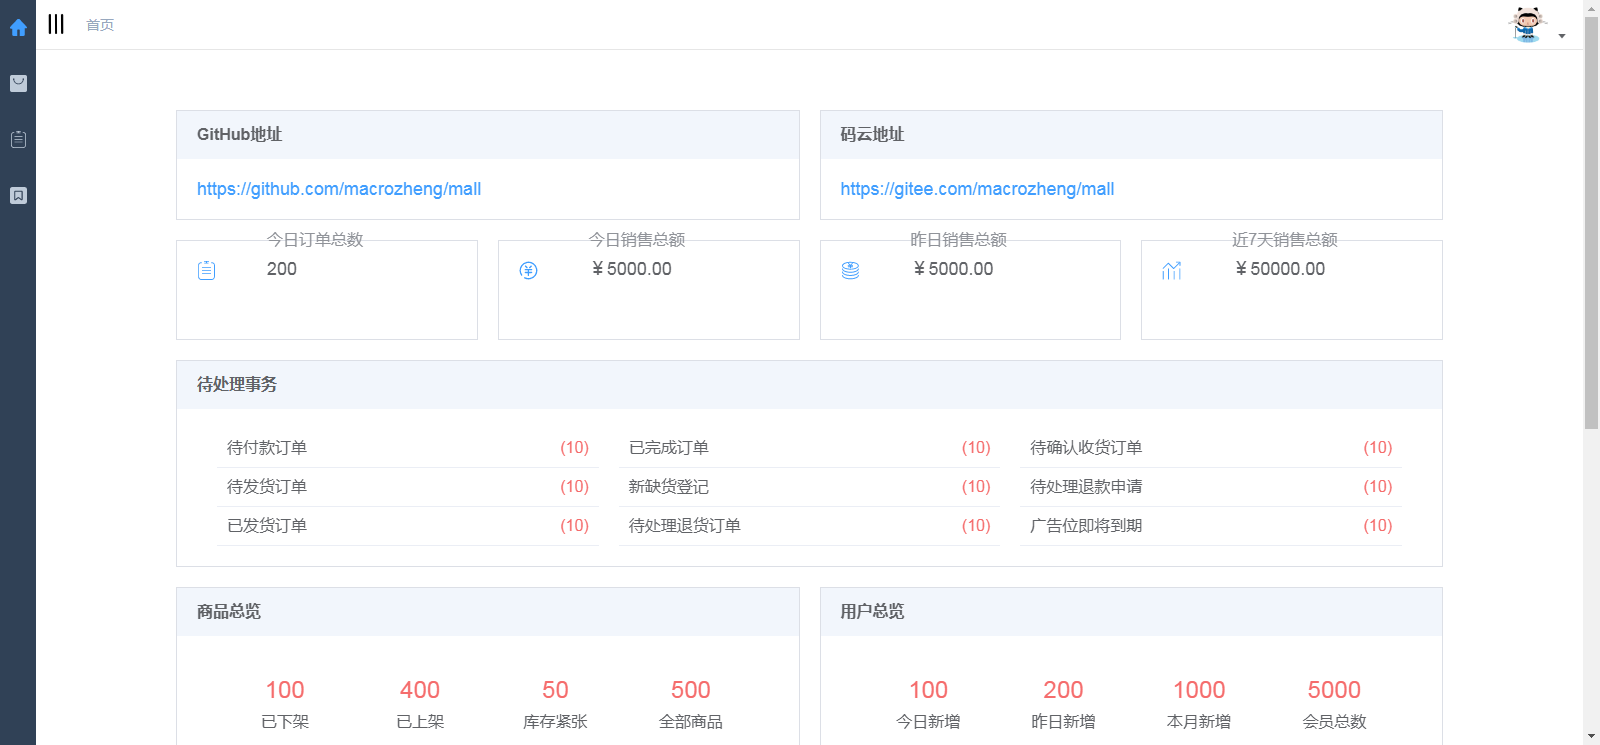 首页
GitHub地址
码云地址
https://github.com/macrozheng/mall
https://gitee.com/macrozheng/mall
今日订单总数
今日销售总额
昨日销售总额
近7天销售总额
200
￥5000.00
￥5000.00
￥50000.00
待处理事务
待付款订单 (10)
已完成订单 (10)
待确认收货订单 (10)
待发货订单 (10)
新缺货登记 (10)
待处理退款申请 (10)
已发货订单 (10)
待处理退货订单 (10)
广告位即将到期 (10)
商品总览
用户总览
100
400
50
500
100
200
1000
5000
已下架
已上架
库存紧张
全部商品
今日新增
昨日新增
本月新增
会员总数